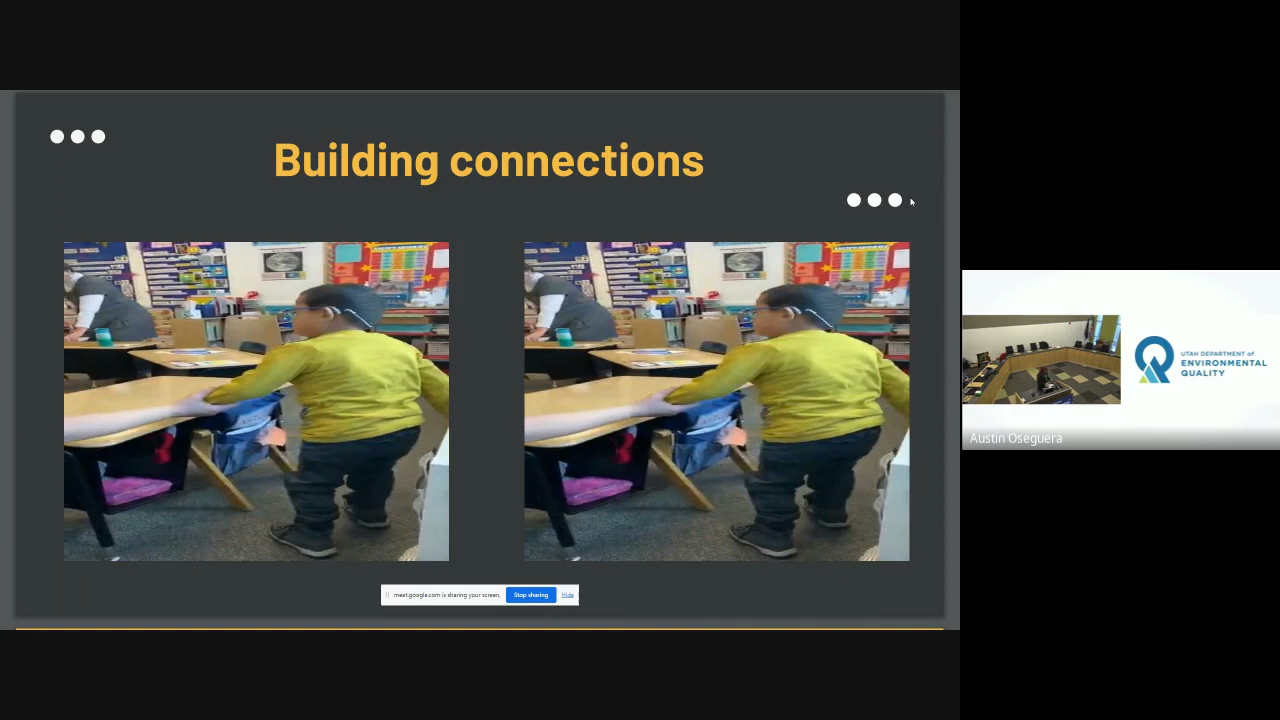 Building connections
meet.google.com is sharing your screen.
Stop sharing
Hide
UTAH DEPARTMENT of
ENVIRONMENTAL
QUALITY
Austin Oseguera